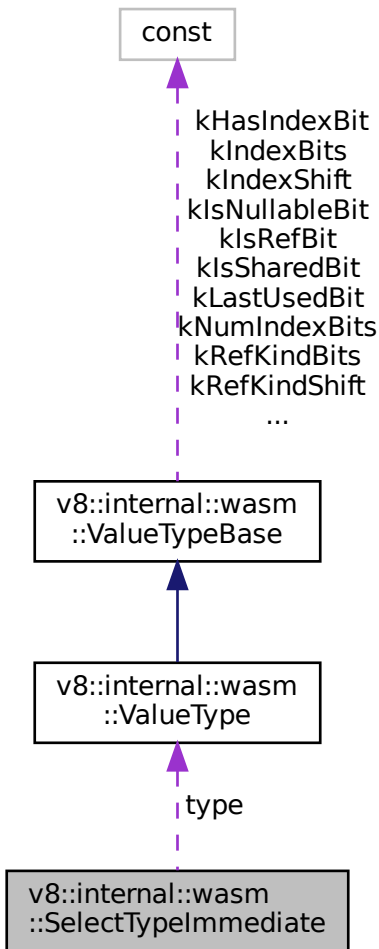 const
kHasIndexBit
kIndexBits
kIndexShift
kIsNullableBit
kIsRefBit
kIsSharedBit
kLastUsedBit
kNumIndexBits
kRefKindBits
kRefKindShift
...
v8::internal::wasm
::ValueTypeBase
v8::internal::wasm
::ValueType
type
v8::internal::wasm
::SelectTypeImmediate